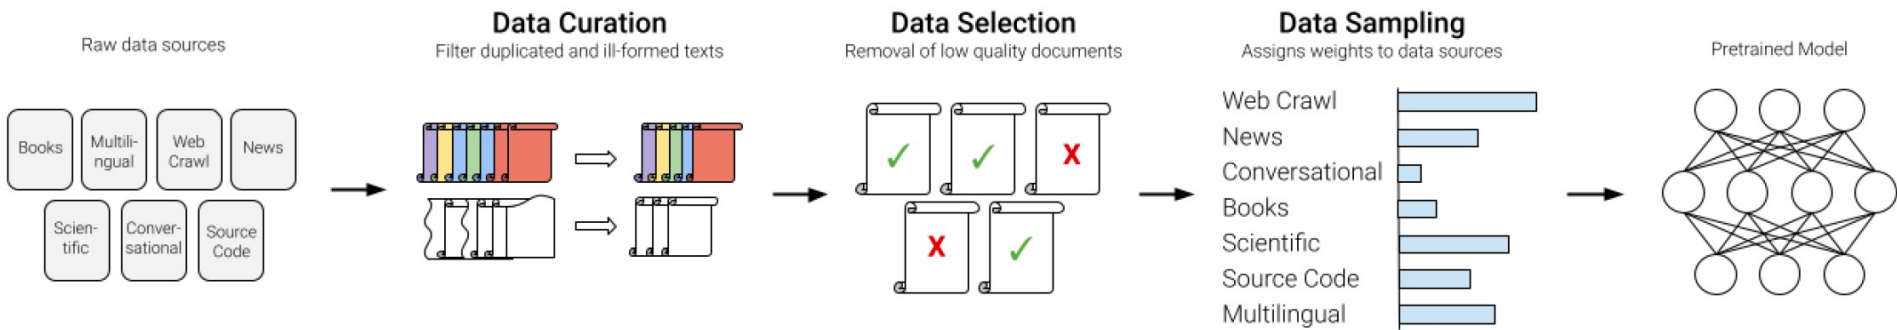 Raw data sources
Books
Multili-
ngual
Web
Crawl
News
Scien-
tific
Conver-
sational
Source
Code
Data Curation
Filter duplicated and ill-formed texts
Data Selection
Removal of low quality documents
X
X
Data Sampling
Assigns weights to data sources
Web Crawl
News
Conversational
Books
Scientific
Source Code
Multilingual
Pretrained Model